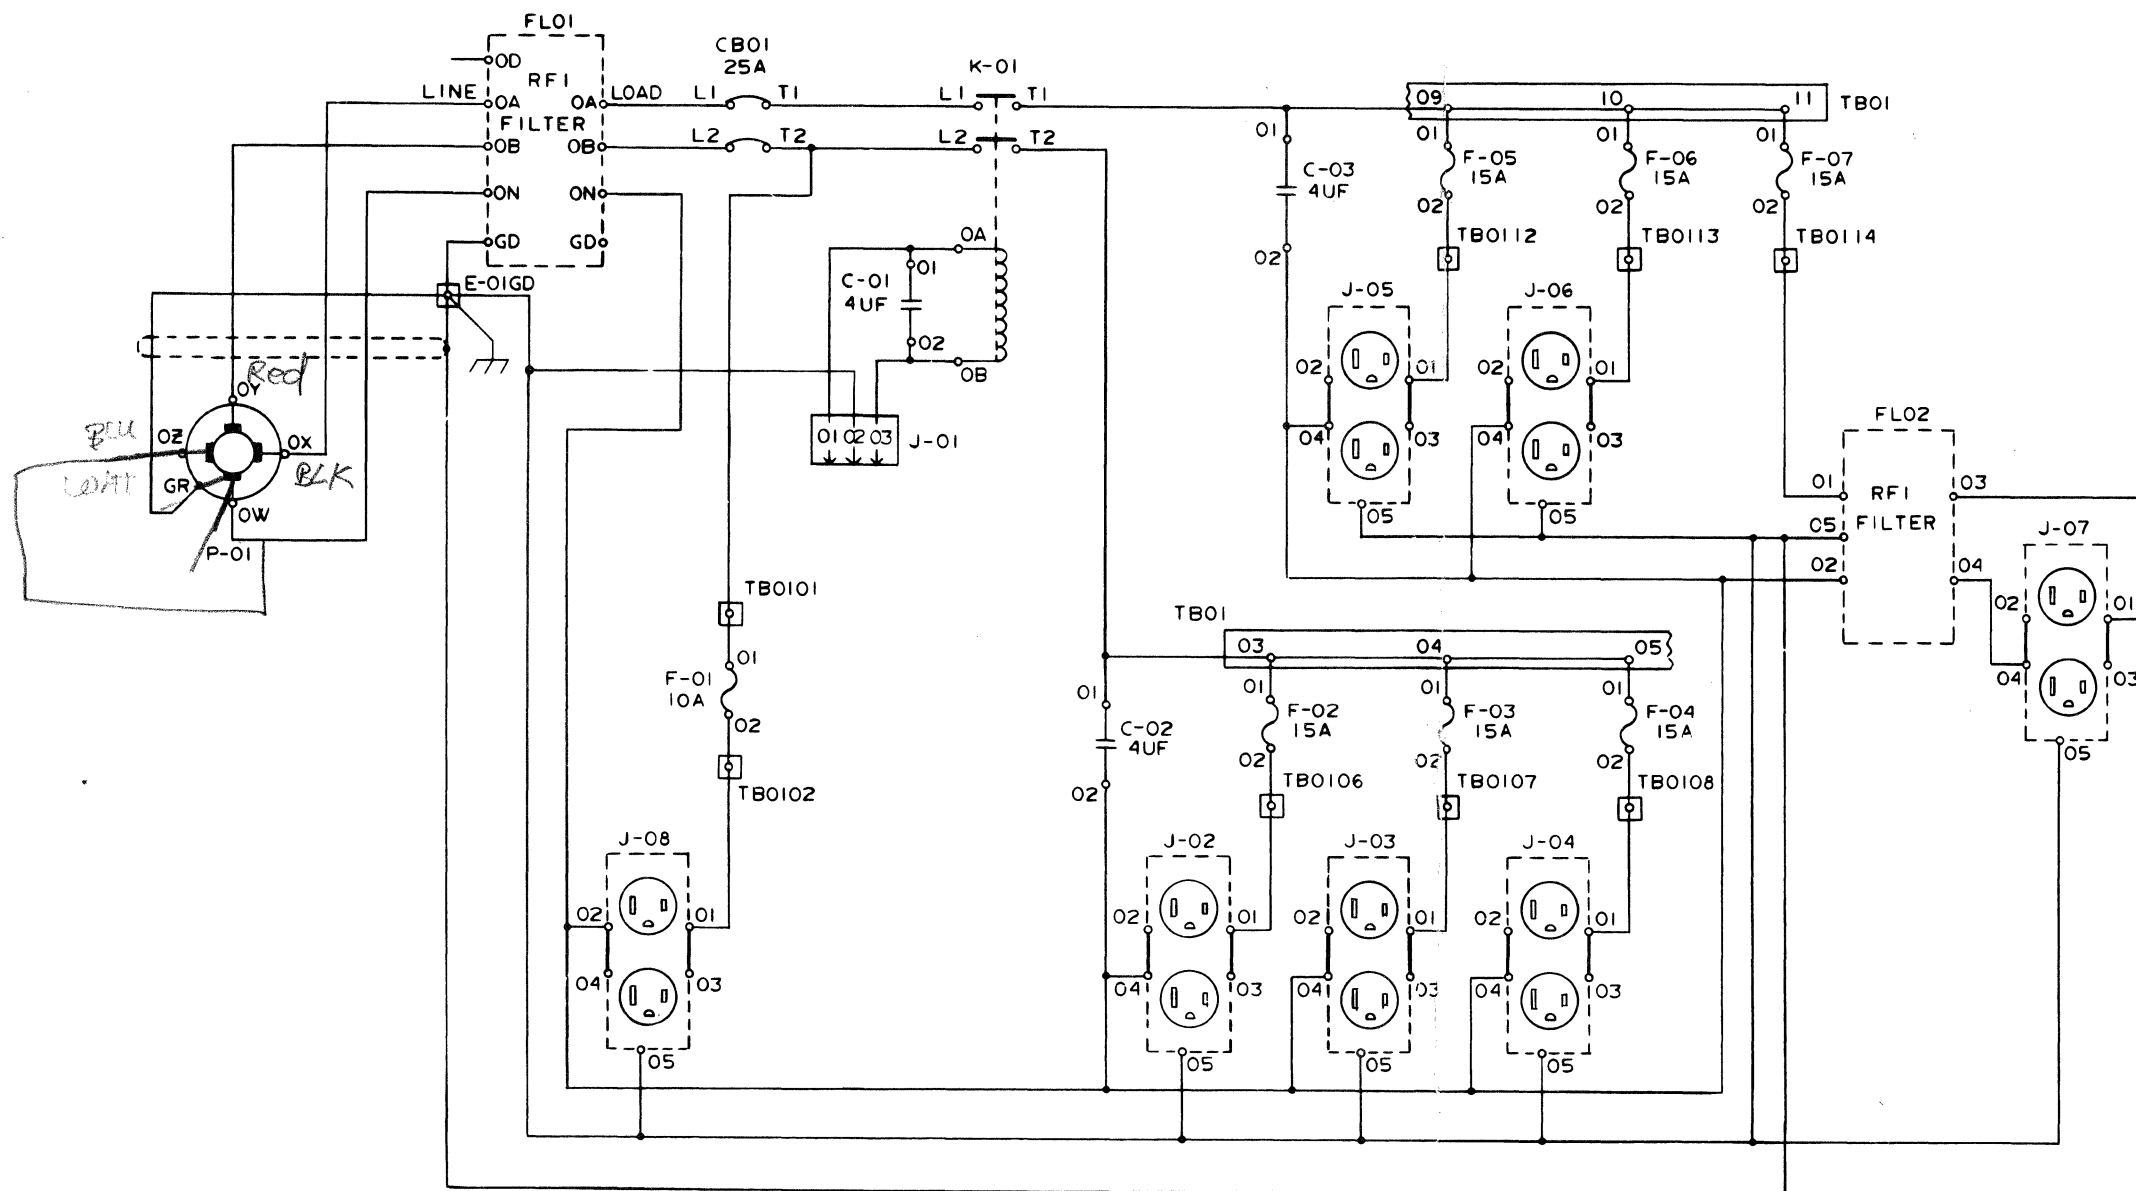 FL01
OD
RFI
FILTER
LINE
OA
OA
LOAD
OB
OB
ON
ON
GD
GD
E-01GD
CB01
25A
L1
T1
L2
T2
K-01
L1
T1
L2
T2
OA
OB
C-01
4UF
01
02
01 02 03
J-01
Red
OY
BLU
OZ
OX
BLK
GR
OW
P-01
TB0101
01
F-01
10A
02
TB0102
J-08
02
01
04
03
05
09
10
11
TB01
01
C-03
4UF
02
01
F-05
15A
02
TB0112
01
F-06
15A
02
TB0113
01
F-07
15A
02
TB0114
J-05
02
01
04
03
05
J-06
02
01
04
03
05
FL02
01
RFI
03
05
FILTER
02
04
J-07
02
01
04
03
05
TB01
03
04
05
01
C-02
4UF
02
01
F-02
15A
02
TB0106
01
F-03
15A
02
TB0107
01
F-04
15A
02
TB0108
J-02
02
01
04
03
05
J-03
02
01
04
03
05
J-04
02
01
04
03
05